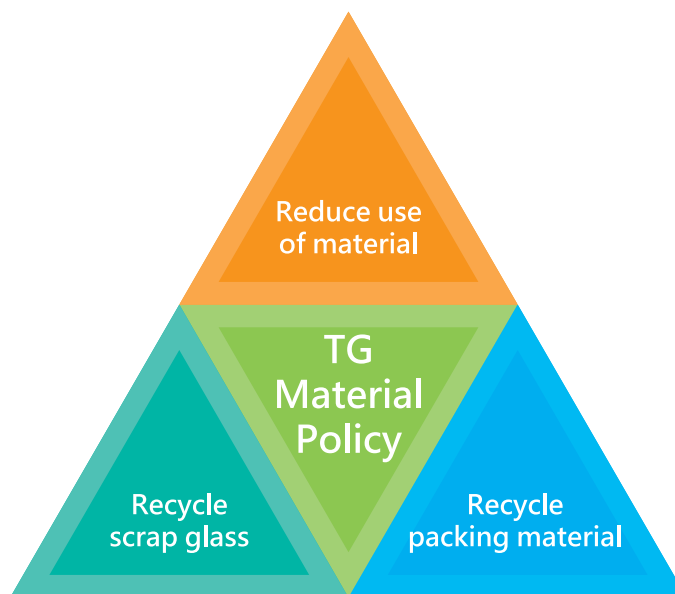 Reduce use
of material
TG
Material
Policy
Recycle
scrap glass
Recycle
packing material